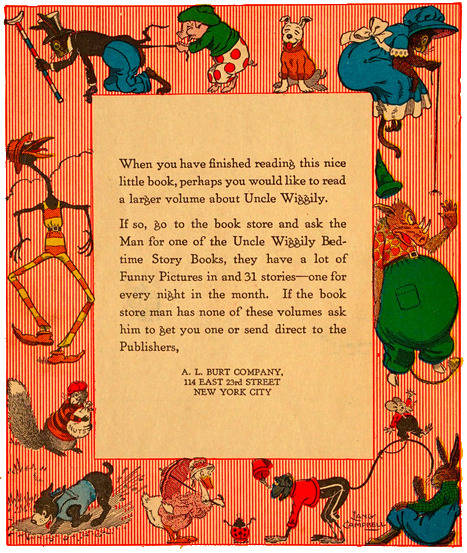 When you have finished reading this nice
little book, perhaps you would like to read
a larger volume about Uncle Wiggily.
If so, go to the book store and ask the
Man for one of the Uncle Wiggily Bed-
time Story Books, they have a lot of
Funny Pictures in and 31 stories—one for
every night in the month. If the book
store man has none of these volumes ask
him to get you one or send direct to the
Publishers,
A. L. BURT COMPANY,
114 EAST 23rd STREET
NEW YORK CITY
NUTS
LANG
CAMPBELL